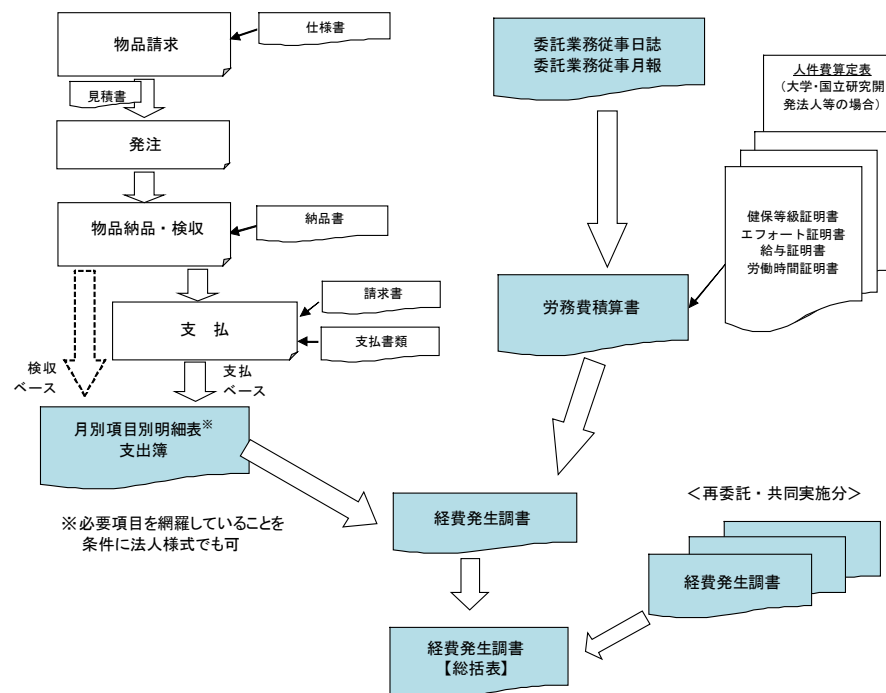 物品請求
仕様書
見積書
発注
物品納品・検収
納品書
請求書
支　払
支払書類
検収
ベース
支払
ベース
月別項目別明細表※
支出簿
※必要項目を網羅していることを
条件に法人様式でも可
委託業務従事日誌
委託業務従事月報
人件費算定表
（大学・国立研究開
発法人等の場合）
健保等級証明書
エフォート証明書
給与証明書
労働時間証明書
労務費積算書
経費発生調書
＜再委託・共同実施分＞
経費発生調書
経費発生調書
【総括表】